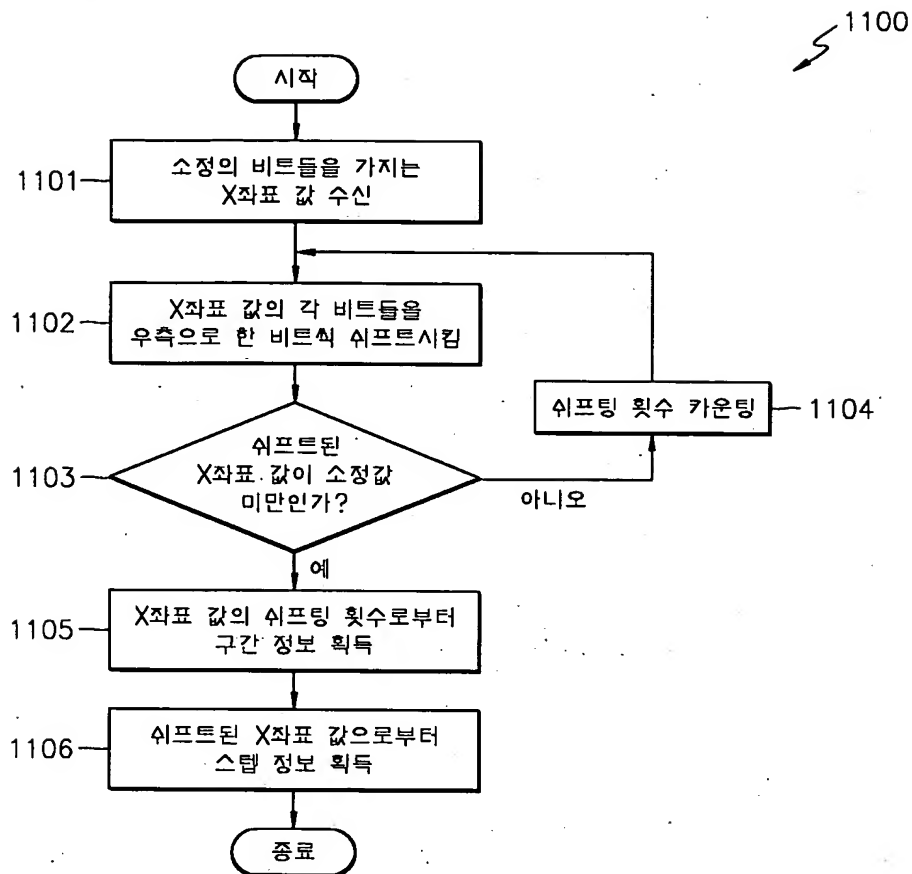 1100
시작
1101
소정의 비트들을 가지는
X좌표 값 수신
1102
X좌표 값의 각 비트들을
우측으로 한 비트씩 쉬프트시킴
1103
쉬프트된
X좌표 값이 소정값
미만인가?
아니오
쉬프팅 횟수 카운팅
1104
예
1105
X좌표 값의 쉬프팅 횟수로부터
구간 정보 획득
1106
쉬프트된 X좌표 값으로부터
스텝 정보 획득
종료